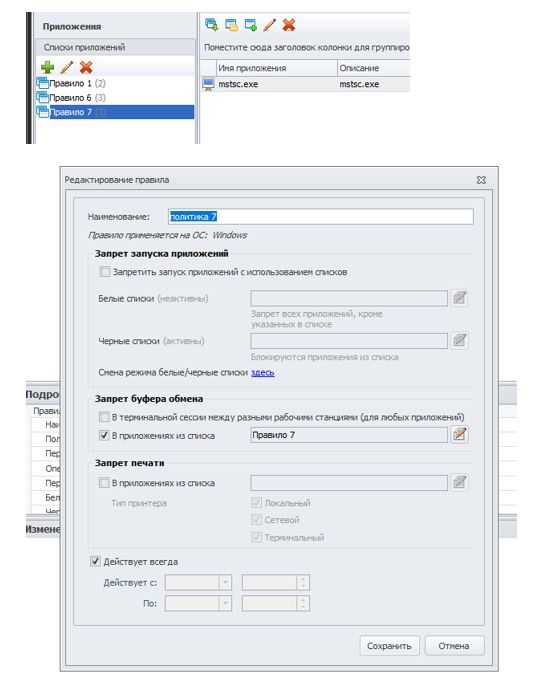 Приложения
Списки приложений
Поместите сюда заголовок колонки для группиро
Имя приложения Описание
Правило 1 (2)
mstsc.exe mstsc.exe
Правило 6 (3)
Правило 7 (1)
Редактирование правила
Наименование: политика 7
Правило применяется на ОС: Windows
Запрет запуска приложений
Запретить запуск приложений с использованием списков
Белые списки (неактивны)
Запрет всех приложений, кроме
указанных в списке
Черные списки (активны)
Блокируются приложения из списка
Смена режима белые/черные списки здесь
Подро
Запрет буфера обмена
Прави
В терминальной сессии между разными рабочими станциями (для любых приложений)
Наи
В приложениях из списка Правило 7
Пол
Пер
Запрет печати
Опе
В приложениях из списка
Пер
Бел
Тип принтера Локальный
Чер
Сетевой
Измене
Терминальный
Действует всегда
Действует с:
По:
Сохранить Отмена